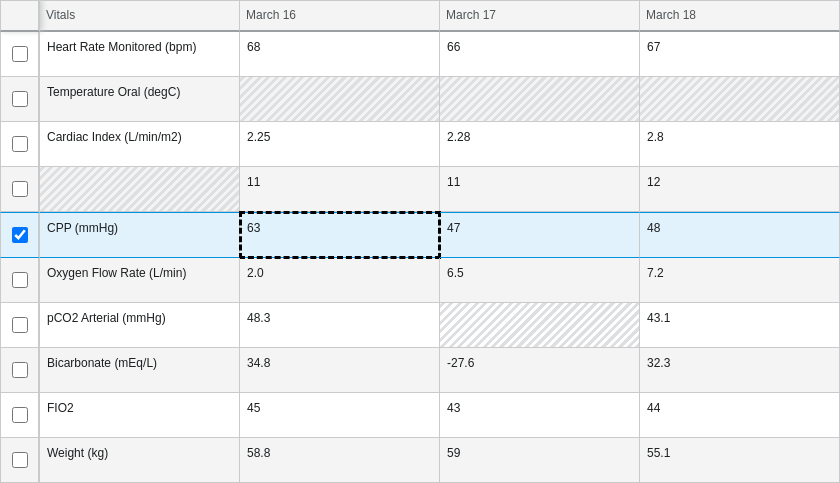 Vitals March 16 March 17 March 18
Heart Rate Monitored (bpm) 68 66 67
Temperature Oral (degC)
Cardiac Index (L/min/m2) 2.25 2.28 2.8
11 11 12
CPP (mmHg) 63 47 48
Oxygen Flow Rate (L/min) 2.0 6.5 7.2
pCO2 Arterial (mmHg) 48.3 43.1
Bicarbonate (mEq/L) 34.8 -27.6 32.3
FIO2 45 43 44
Weight (kg) 58.8 59 55.1